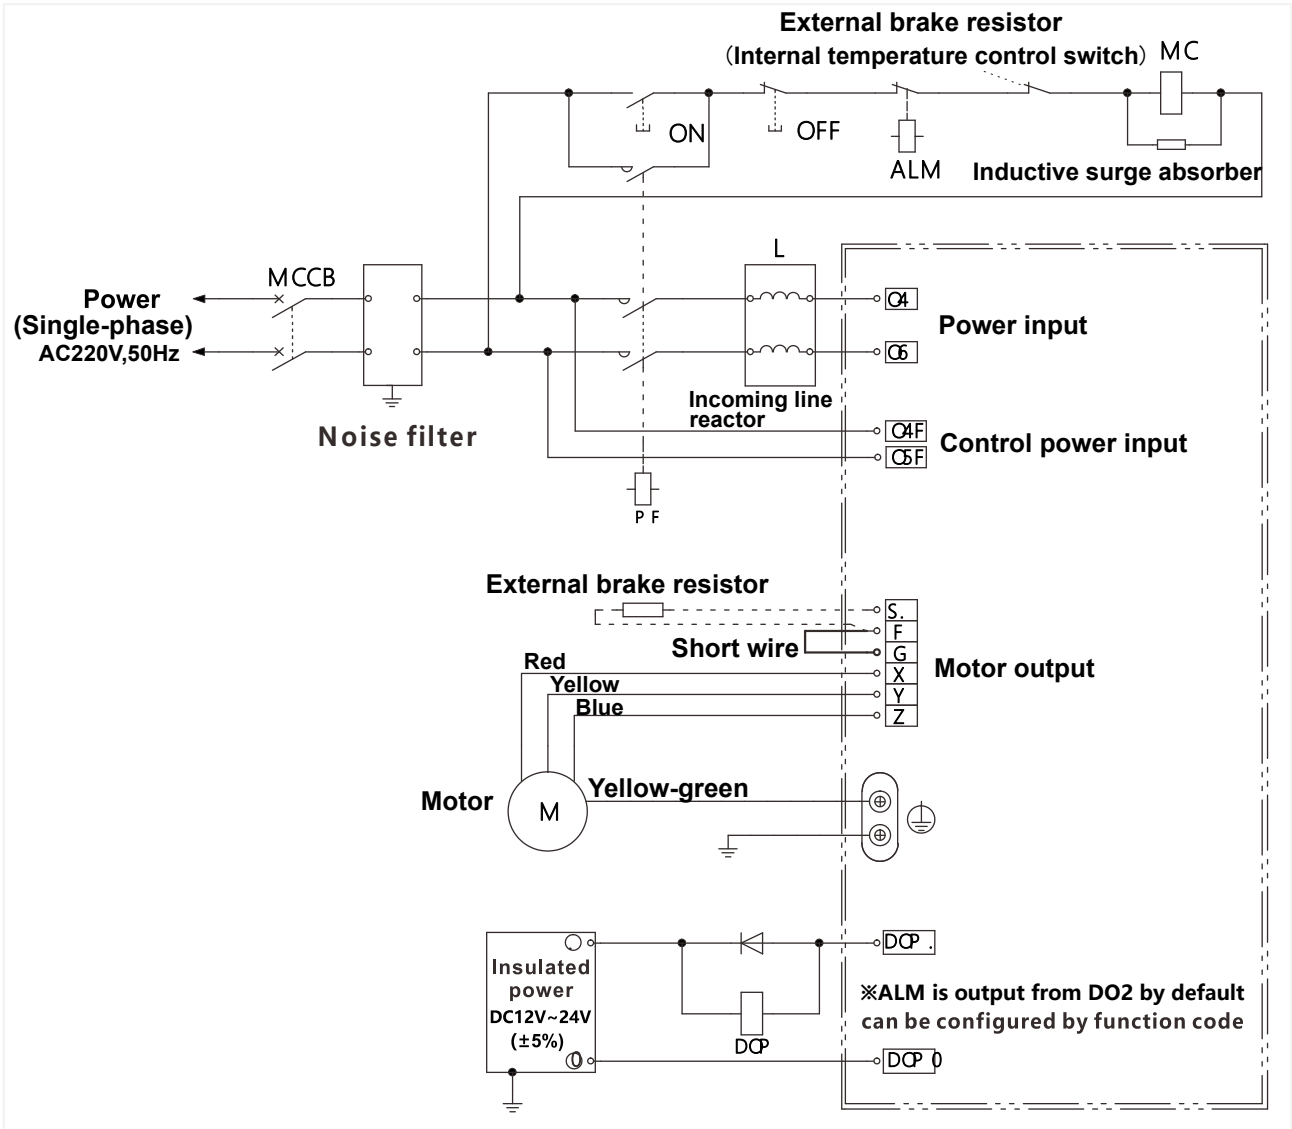 External brake resistor
(Internal temperature control switch)
MC
ON
OFF
ALM
Inductive surge absorber
L
MCCB
Power
(Single-phase)
AC220V,50Hz
Noise filter
Incoming line
reactor
Power input
Control power input
P F
External brake resistor
S.
F
G
X
Y
Z
Short wire
Motor output
Red
Yellow
Blue
Motor
M
Yellow-green
Insulated
power
DC12V~24V
(±5%)
※ALM is output from DO2 by default
can be configured by function code